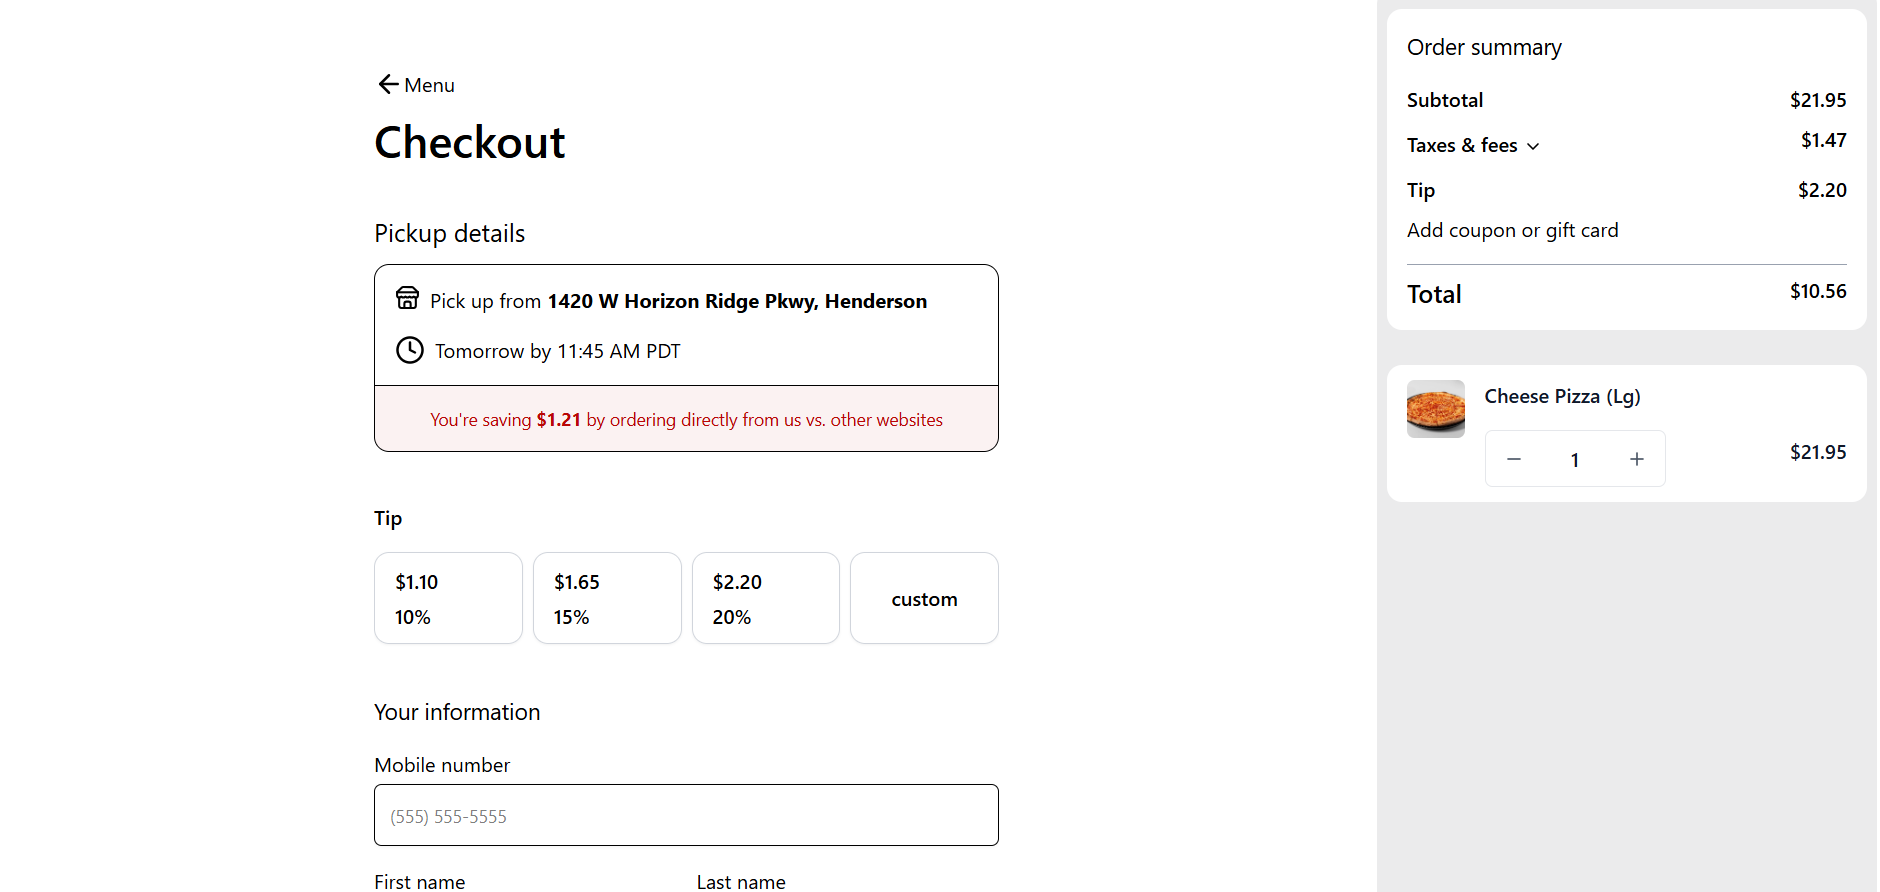 Menu
Checkout
Pickup details
Pick up from 1420 W Horizon Ridge Pkwy, Henderson
Tomorrow by 11:45 AM PDT
You're saving $1.21 by ordering directly from us vs. other websites
Tip
$1.10
10%
$1.65
15%
$2.20
20%
custom
Your information
Mobile number
(555) 555-5555
First name
Last name
Order summary
Subtotal $21.95
Taxes & fees $1.47
Tip $2.20
Add coupon or gift card
Total $10.56
Cheese Pizza (Lg)
1
$21.95